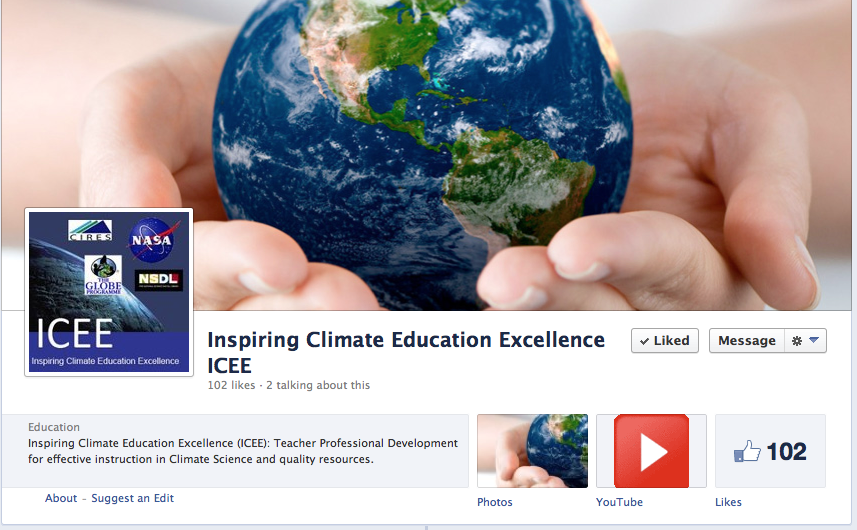 CIRES
NASA
THE
GLOBE
PROGRAMME
NSDL
ICEE
Inspiring Climate Education Excellence
Inspiring Climate Education Excellence
ICEE
102 likes · 2 talking about this
Liked
Message
Education
Inspiring Climate Education Excellence (ICEE): Teacher Professional Development
for effective instruction in Climate Science and quality resources.
102
About – Suggest an Edit
Photos
YouTube
Likes